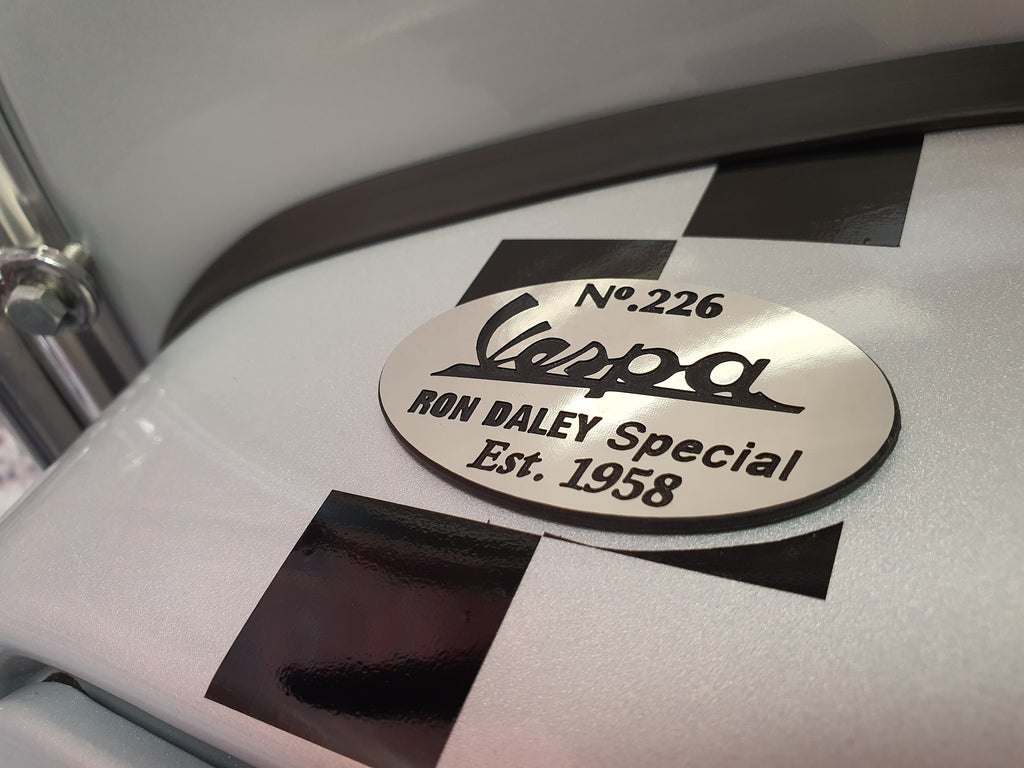 Nº.226
Vespa
RON DALEY Special
Est. 1958